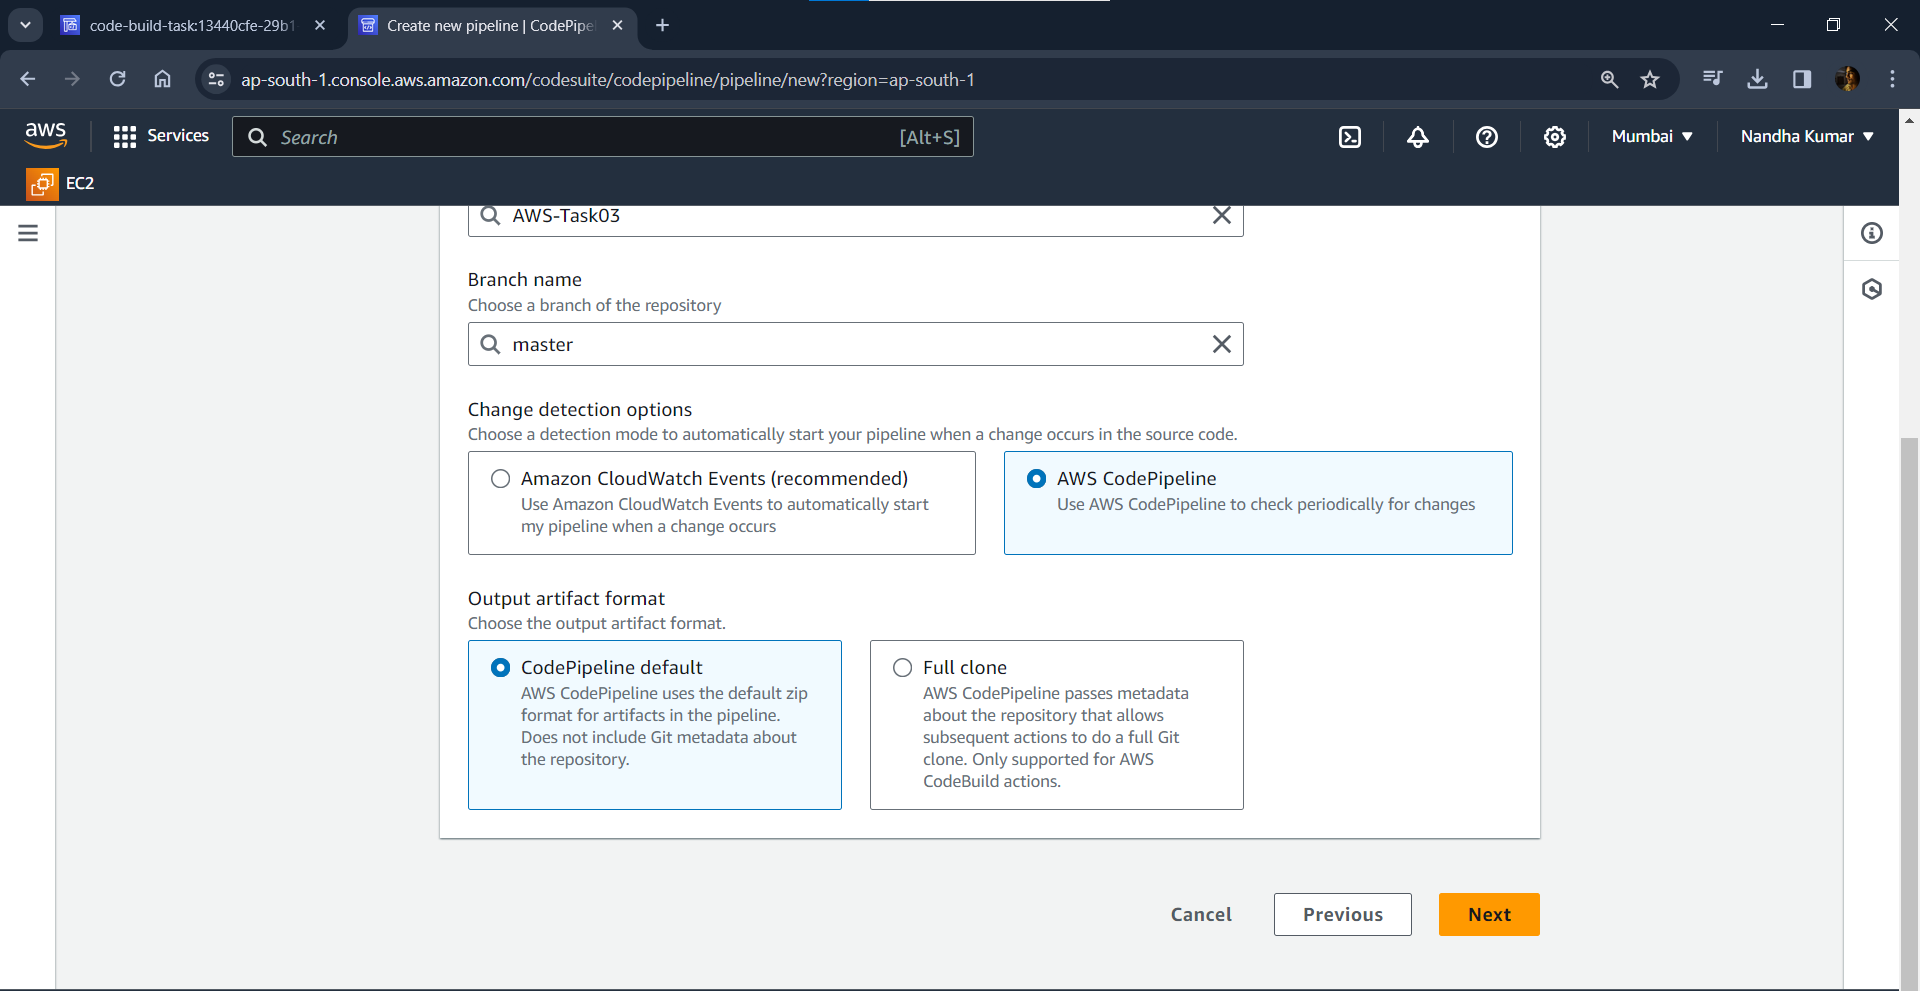 code-build-task:13440cfe-29b1
Create new pipeline | CodePipe
ap-south-1.console.aws.amazon.com/codesuite/codepipeline/pipeline/new?region=ap-south-1
aws
Services
Search
[Alt+S]
Mumbai
Nandha Kumar
EC2
AWS-Task03
Branch name
Choose a branch of the repository
master
Change detection options
Choose a detection mode to automatically start your pipeline when a change occurs in the source code.
Amazon CloudWatch Events (recommended)
Use Amazon CloudWatch Events to automatically start
my pipeline when a change occurs
AWS CodePipeline
Use AWS CodePipeline to check periodically for changes
Output artifact format
Choose the output artifact format.
CodePipeline default
AWS CodePipeline uses the default zip
format for artifacts in the pipeline.
Does not include Git metadata about
the repository.
Full clone
AWS CodePipeline passes metadata
about the repository that allows
subsequent actions to do a full Git
clone. Only supported for AWS
CodeBuild actions.
Cancel
Previous
Next